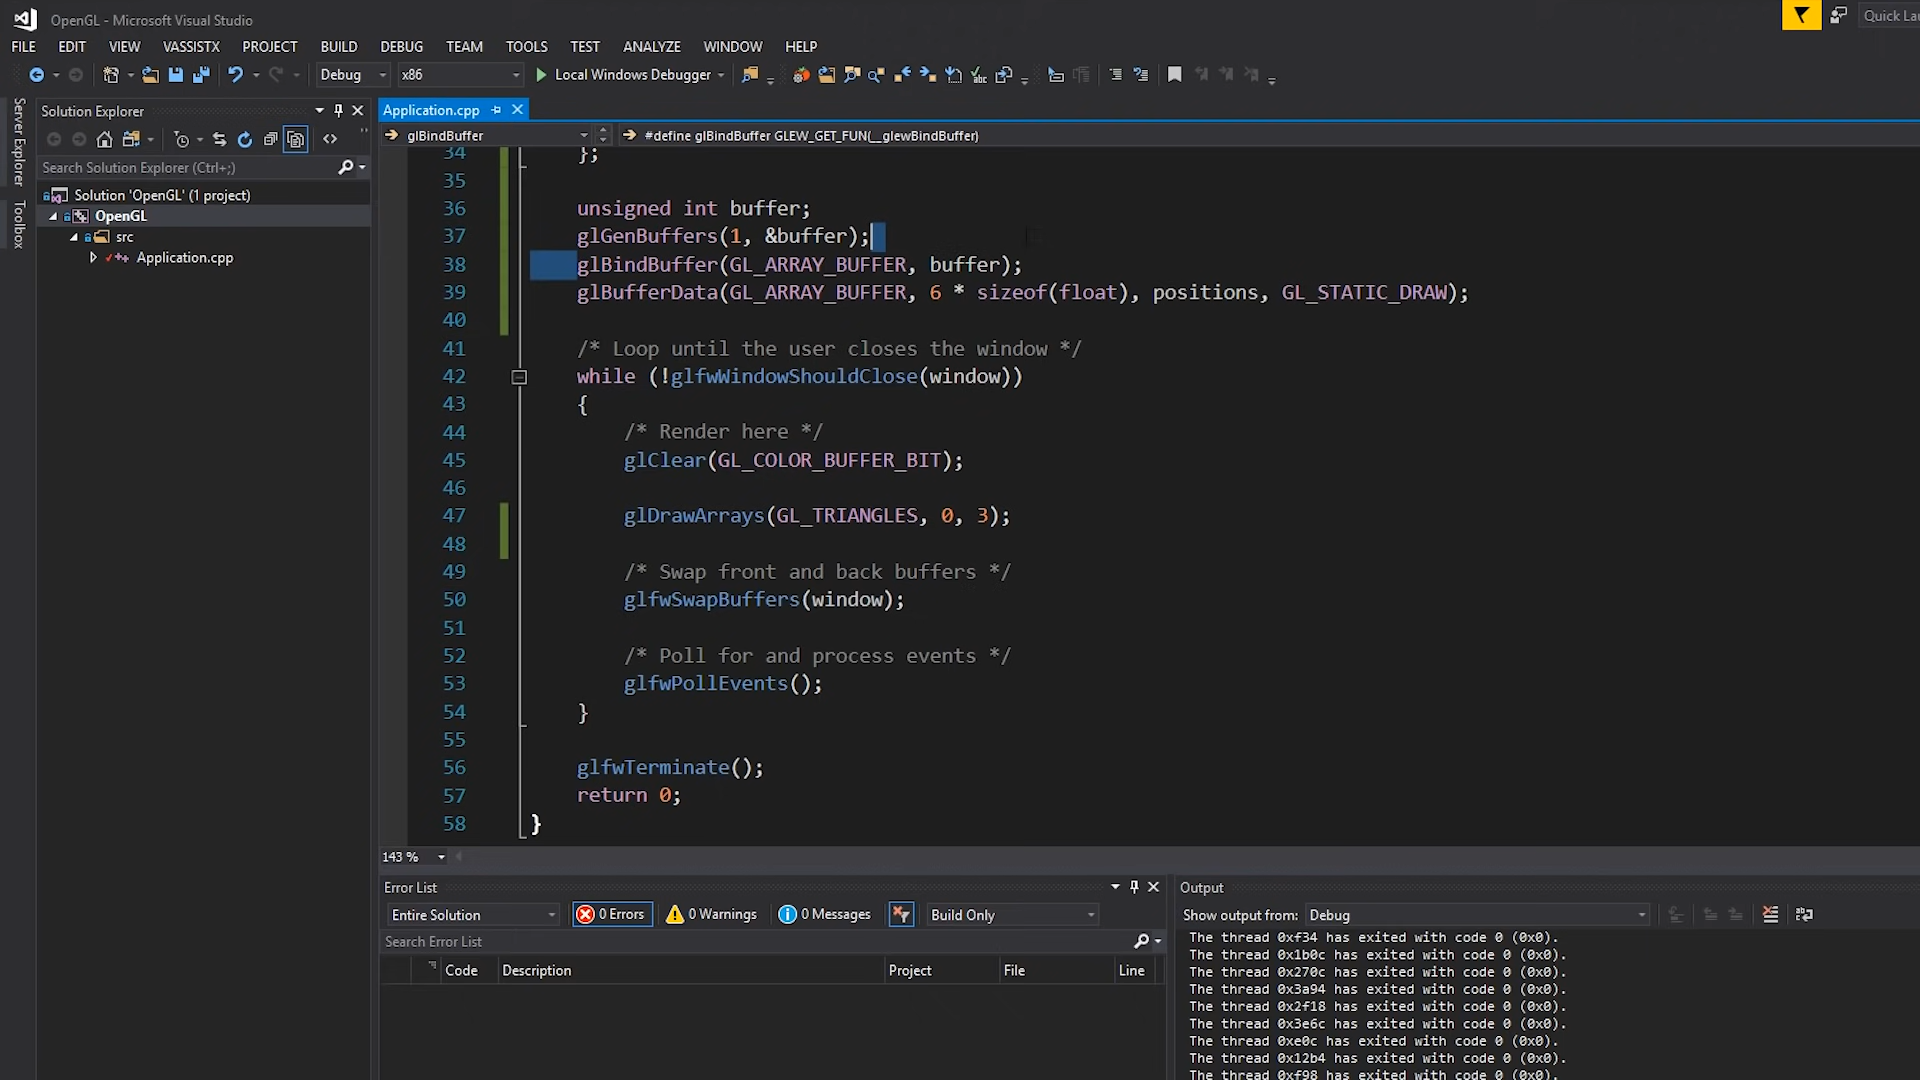 OpenGL - Microsoft Visual Studio
Quick Lau
FILE EDIT VIEW VASSISTX PROJECT BUILD DEBUG TEAM TOOLS TEST ANALYZE WINDOW HELP
Debug x86 Local Windows Debugger
Server Explorer
Toolbox
Solution Explorer
Search Solution Explorer (Ctrl+;)
Solution 'OpenGL' (1 project)
OpenGL
src
Application.cpp
Application.cpp
glBindBuffer #define glBindBuffer GLEW_GET_FUN(__glewBindBuffer)
34 };
35
36 unsigned int buffer;
37 glGenBuffers(1, &buffer);
38 glBindBuffer(GL_ARRAY_BUFFER, buffer);
39 glBufferData(GL_ARRAY_BUFFER, 6 * sizeof(float), positions, GL_STATIC_DRAW);
40
41 /* Loop until the user closes the window */
42 while (!glfwWindowShouldClose(window))
43 {
44 /* Render here */
45 glClear(GL_COLOR_BUFFER_BIT);
46
47 glDrawArrays(GL_TRIANGLES, 0, 3);
48
49 /* Swap front and back buffers */
50 glfwSwapBuffers(window);
51
52 /* Poll for and process events */
53 glfwPollEvents();
54 }
55
56 glfwTerminate();
57 return 0;
58 }
143 %
Error List
Entire Solution 0 Errors 0 Warnings 0 Messages Build Only
Search Error List
Code Description Project File Line
Output
Show output from: Debug
The thread 0xf34 has exited with code 0 (0x0).
The thread 0x1b0c has exited with code 0 (0x0).
The thread 0x270c has exited with code 0 (0x0).
The thread 0x3a94 has exited with code 0 (0x0).
The thread 0x2f18 has exited with code 0 (0x0).
The thread 0x3e6c has exited with code 0 (0x0).
The thread 0xe0c has exited with code 0 (0x0).
The thread 0x12b4 has exited with code 0 (0x0).
The thread 0xf98 has exited with code 0 (0x0).